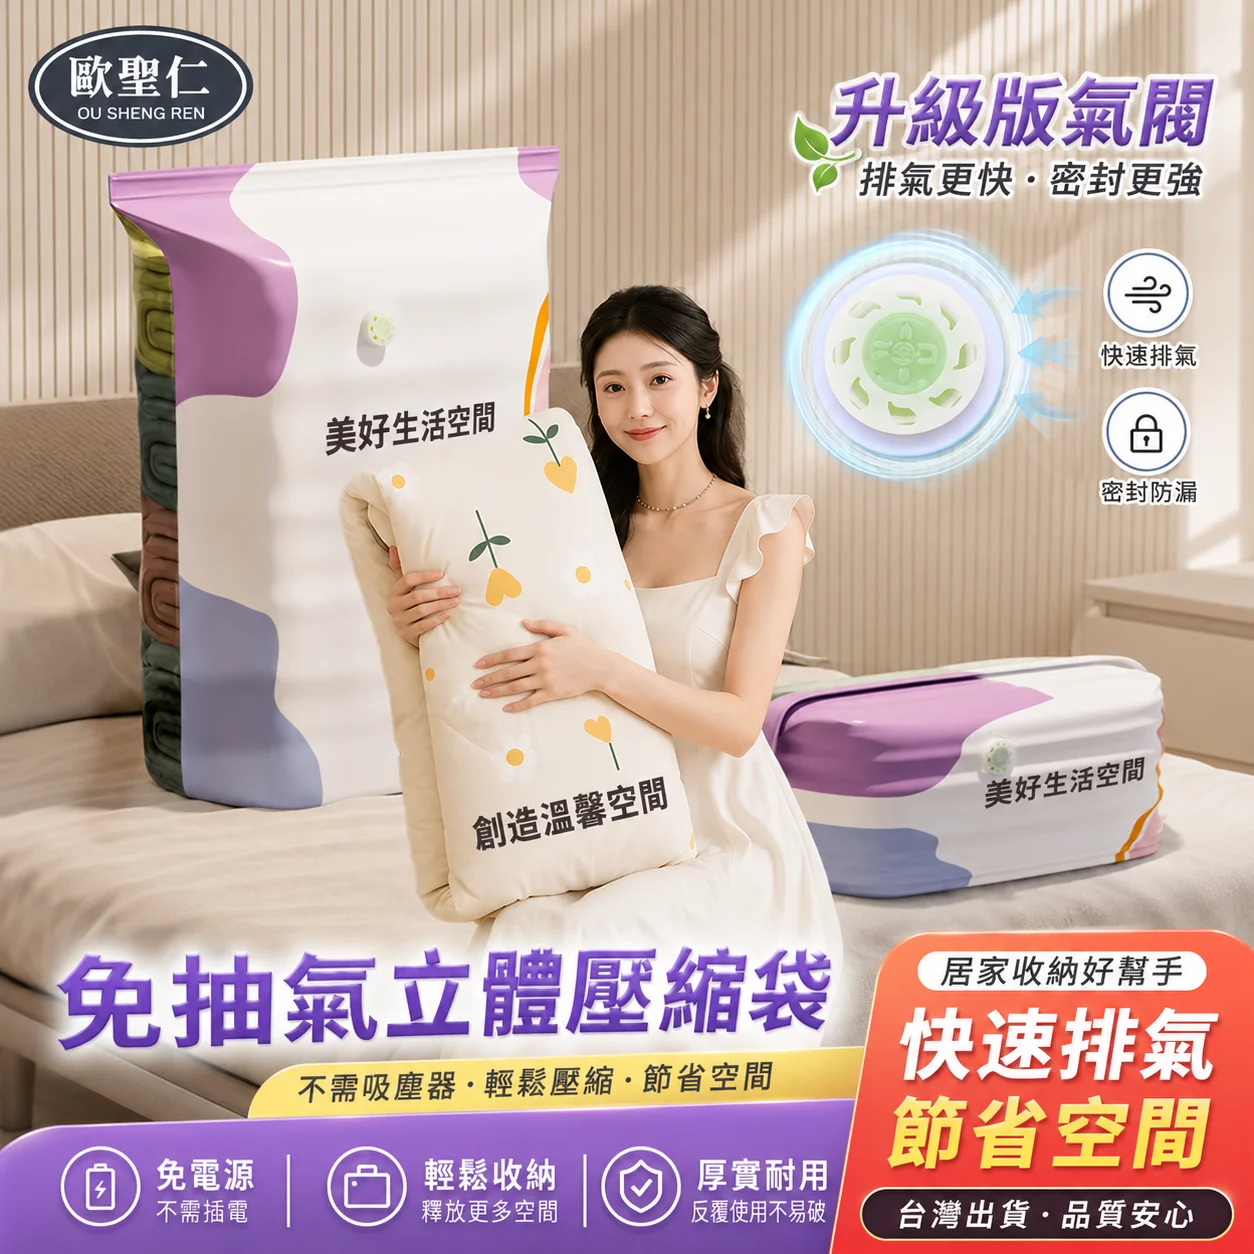 歐聖仁
OU SHENG REN
升級版氣閥
排氣更快·密封更強
快速排氣
密封防漏
美好生活空間
創造溫馨空間
美好生活空間
免抽氣立體壓縮袋
不需吸塵器·輕鬆壓縮·節省空間
免電源
不需插電
輕鬆收納
釋放更多空間
厚實耐用
反覆使用不易破
居家收納好幫手
快速排氣
節省空間
台灣出貨·品質安心